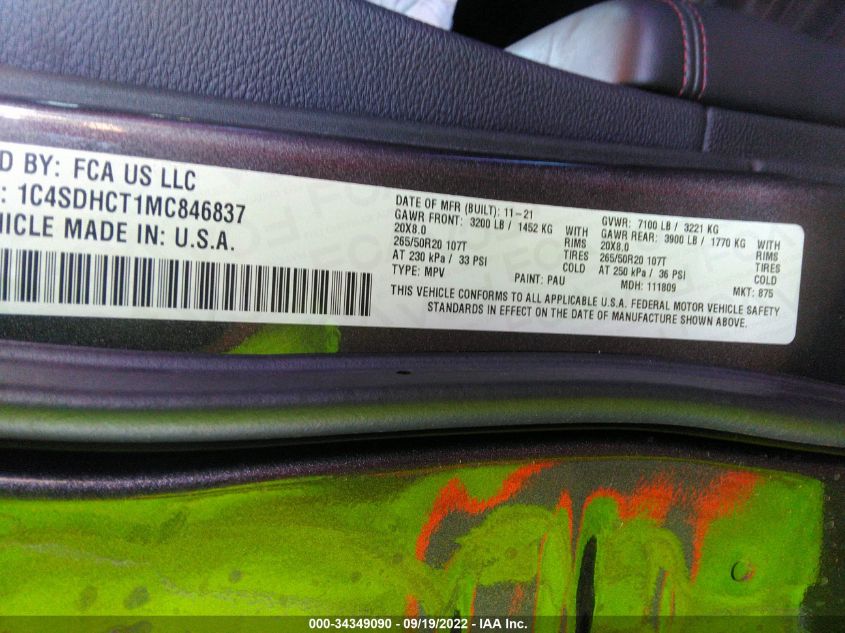 D BY: FCA US LLC
: 1C4SDHCT1MC846837
EHICLE MADE IN: U.S.A.
DATE OF MFR (BUILT): 11-21 GVWR: 7100 LB / 3221 KG
GAWR FRONT: 3200 LB / 1452 KG WITH GAWR REAR: 3900 LB / 1770 KG WITH
20X8.0 RIMS 20X8.0 RIMS
265/50R20 107T TIRES 265/50R20 107T TIRES
AT 230 kPa / 33 PSI COLD AT 250 kPa / 36 PSI COLD
TYPE: MPV PAINT: PAU MDH: 111809 MKT: 875
THIS VEHICLE CONFORMS TO ALL APPLICABLE U.S.A. FEDERAL MOTOR VEHICLE SAFETY
STANDARDS IN EFFECT ON THE DATE OF MANUFACTURE SHOWN ABOVE.
000-34349090 - 09/19/2022 - IAA Inc.